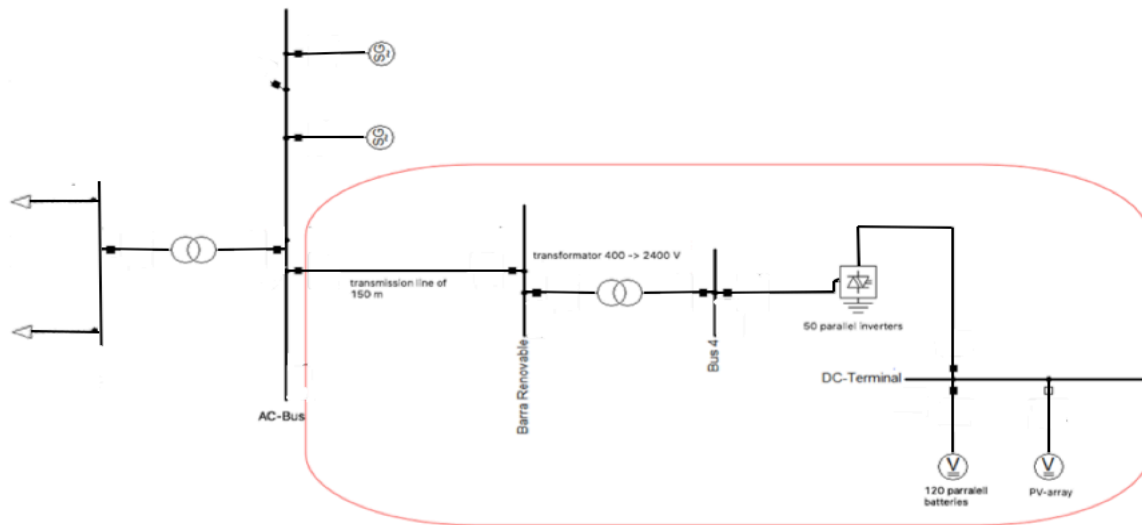 SG
SG
transformator 400 -> 2400 V
transmission line of
150 m
50 parallel inverters
Barra Renovable
Bus 4
DC-Terminal
AC-Bus
V
V
120 parralell
batteries
PV-array